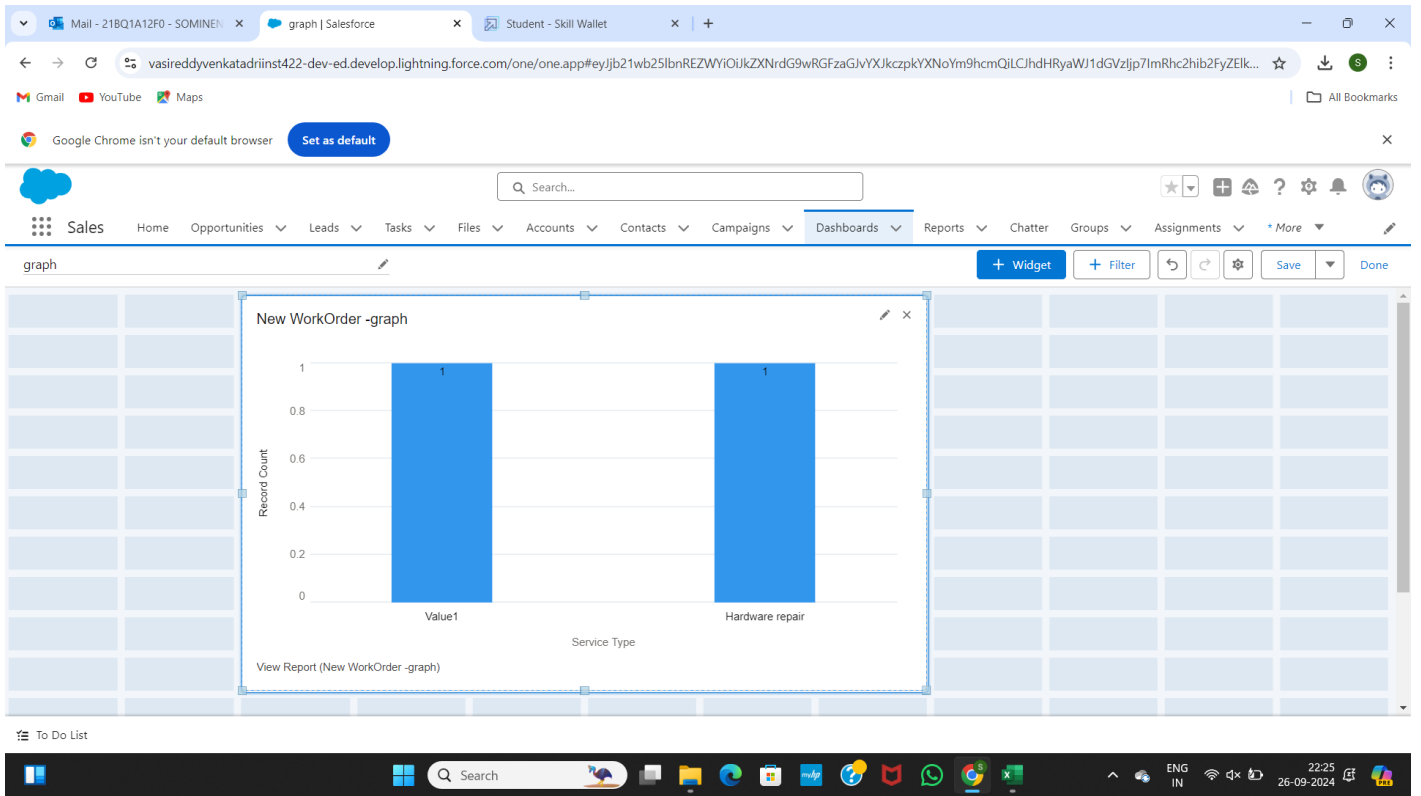 Mail - 21BQ1A12F0 - SOMINEN
graph | Salesforce
Student - Skill Wallet
vasireddyvenkatadriinst422-dev-ed.develop.lightning.force.com/one/one.app#eyJjb21wb25lbnREZWYiOiJkZXNrdG9wRGFzaGJvYXJkczpkYXNoYm9hcmQiLCJhdHRyaWJ1dGVzIjp7ImRhc2hib2FyZElk...
S
Gmail YouTube Maps All Bookmarks
Google Chrome isn't your default browser Set as default
Search...
Sales Home Opportunities Leads Tasks Files Accounts Contacts Campaigns Dashboards Reports Chatter Groups Assignments * More
graph + Widget + Filter Save Done
New WorkOrder -graph
1 1 1
0.8
0.6
Record Count
0.4
0.2
0
Value1 Hardware repair
Service Type
View Report (New WorkOrder -graph)
To Do List
Search ENG 22:25
IN 26-09-2024